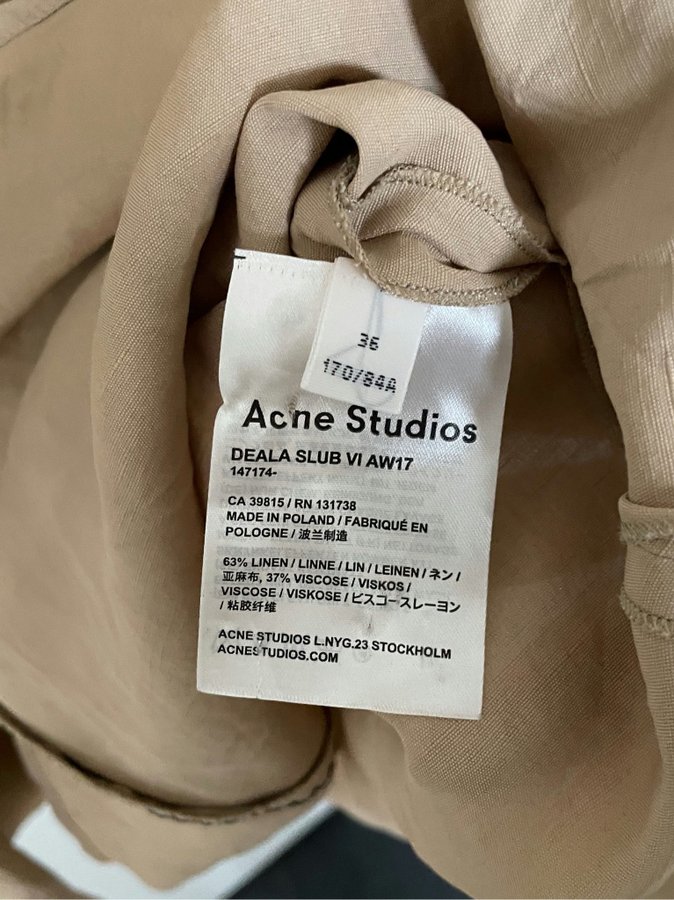 36
170/84A
Acne Studios
DEALA SLUB VI AW17
147174-
CA 39815 / RN 131738
MADE IN POLAND / FABRIQUÉ EN
POLOGNE / 波兰制造
63% LINEN / LINNE / LIN / LEINEN / ネン /
亚麻布, 37% VISCOSE / VISKOS /
VISCOSE / VISKOSE / ビスコースレーヨン
/ 粘胶纤维
ACNE STUDIOS L.NYG.23 STOCKHOLM
ACNESTUDIOS.COM